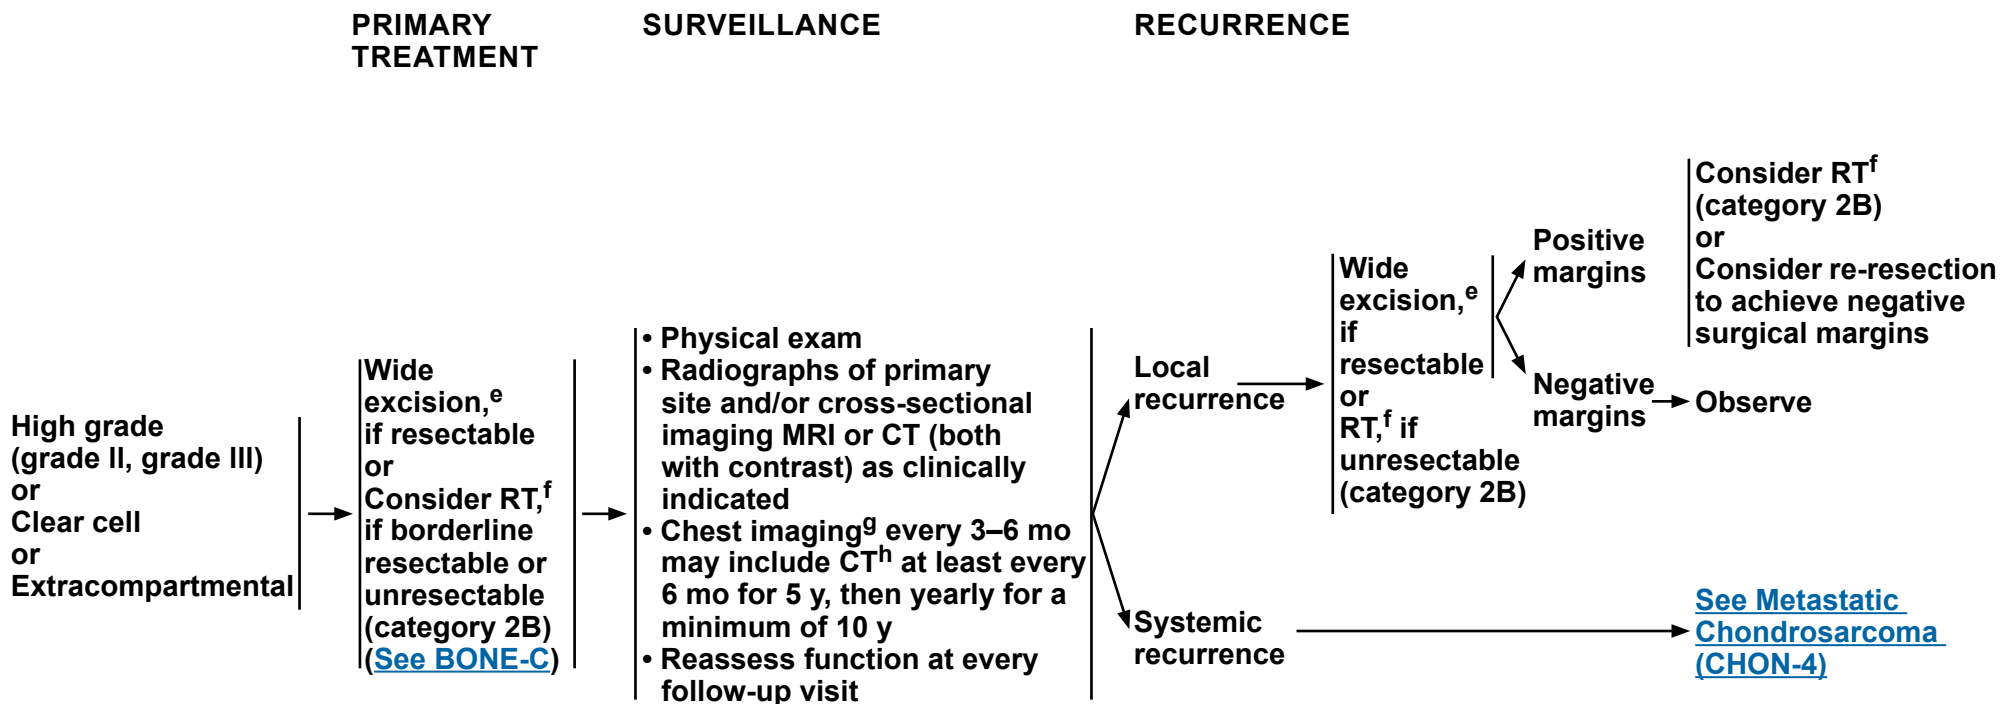 PRIMARY
TREATMENT
SURVEILLANCE
RECURRENCE
High grade
(grade II, grade III)
or
Clear cell
or
Extracompartmental
Wide
excision,e
if resectable
or
Consider RT,f
if borderline
resectable or
unresectable
(category 2B)
(See BONE-C)
• Physical exam
• Radiographs of primary
site and/or cross-sectional
imaging MRI or CT (both
with contrast) as clinically
indicated
• Chest imagingg every 3–6 mo
may include CTh at least every
6 mo for 5 y, then yearly for a
minimum of 10 y
• Reassess function at every
follow-up visit
Local
recurrence
Wide
excision,e
if
resectable
or
RT,f if
unresectable
(category 2B)
Positive
margins
Consider RTf
(category 2B)
or
Consider re-resection
to achieve negative
surgical margins
Negative
margins
Observe
Systemic
recurrence
See Metastatic
Chondrosarcoma
(CHON-4)